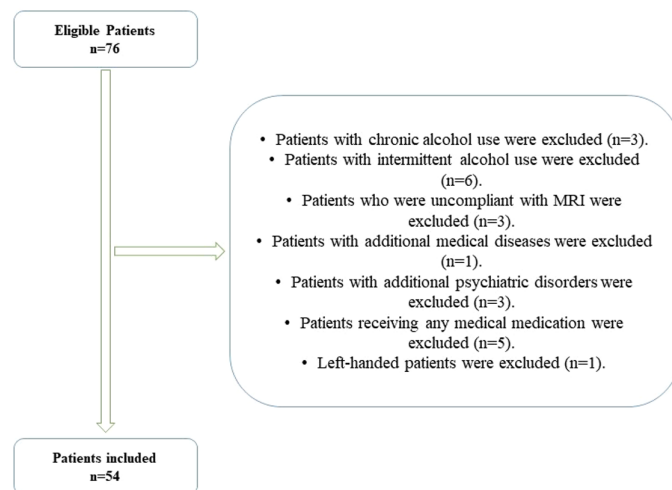 Eligible Patients
n=76
• Patients with chronic alcohol use were excluded (n=3).
• Patients with intermittent alcohol use were excluded
(n=6).
• Patients who were uncompliant with MRI were
excluded (n=3).
• Patients with additional medical diseases were excluded
(n=1).
• Patients with additional psychiatric disorders were
excluded (n=3).
• Patients receiving any medical medication were
excluded (n=5).
• Left-handed patients were excluded (n=1).
Patients included
n=54